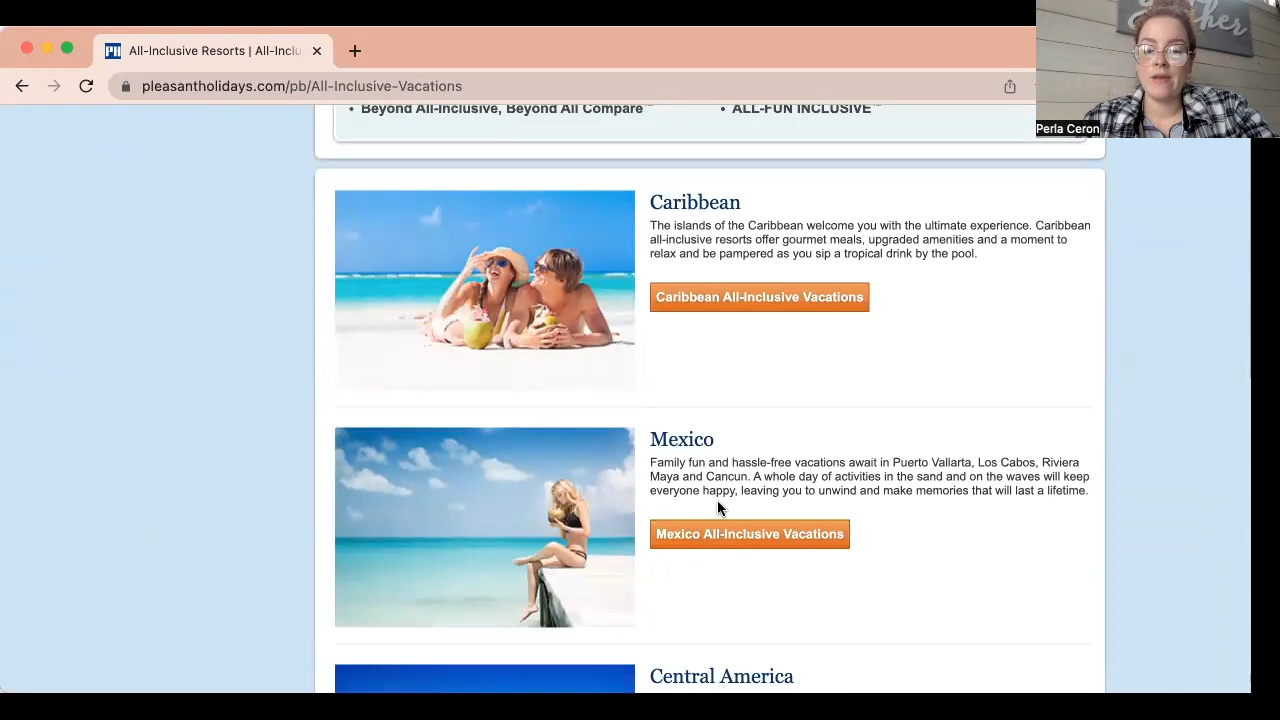 All-Inclusive Resorts | All-Inclu
pleasantholidays.com/pb/All-Inclusive-Vacations
Perla Ceron
• Beyond All-Inclusive, Beyond All Compare™
• ALL-FUN INCLUSIVE™
Caribbean
The islands of the Caribbean welcome you with the ultimate experience. Caribbean
all-inclusive resorts offer gourmet meals, upgraded amenities and a moment to
relax and be pampered as you sip a tropical drink by the pool.
Caribbean All-Inclusive Vacations
Mexico
Family fun and hassle-free vacations await in Puerto Vallarta, Los Cabos, Riviera
Maya and Cancun. A whole day of activities in the sand and on the waves will keep
everyone happy, leaving you to unwind and make memories that will last a lifetime.
Mexico All-Inclusive Vacations
Central America